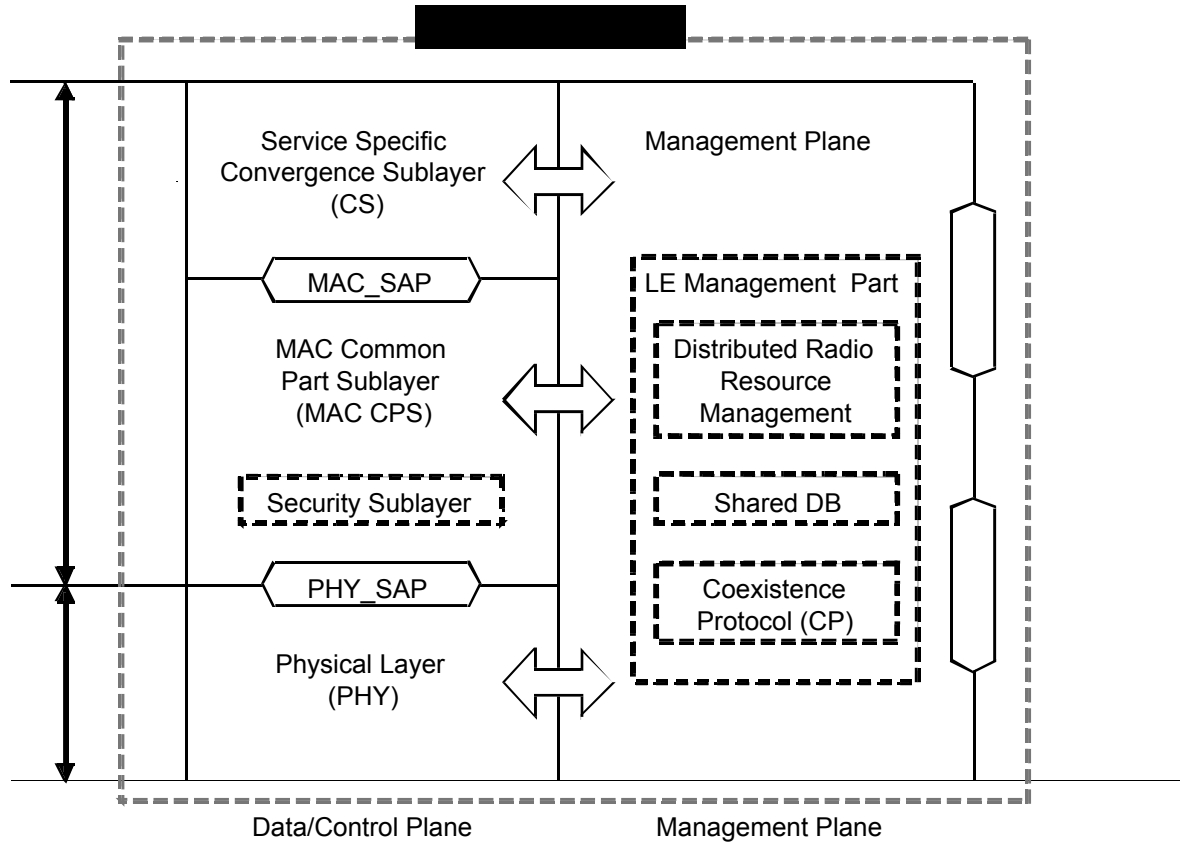 Service Specific
Convergence Sublayer
(CS)
Management Plane
MAC_SAP
LE Management Part
MAC Common
Part Sublayer
(MAC CPS)
Distributed Radio
Resource
Management
Security Sublayer
Shared DB
PHY_SAP
Coexistence
Protocol (CP)
Physical Layer
(PHY)
Data/Control Plane
Management Plane